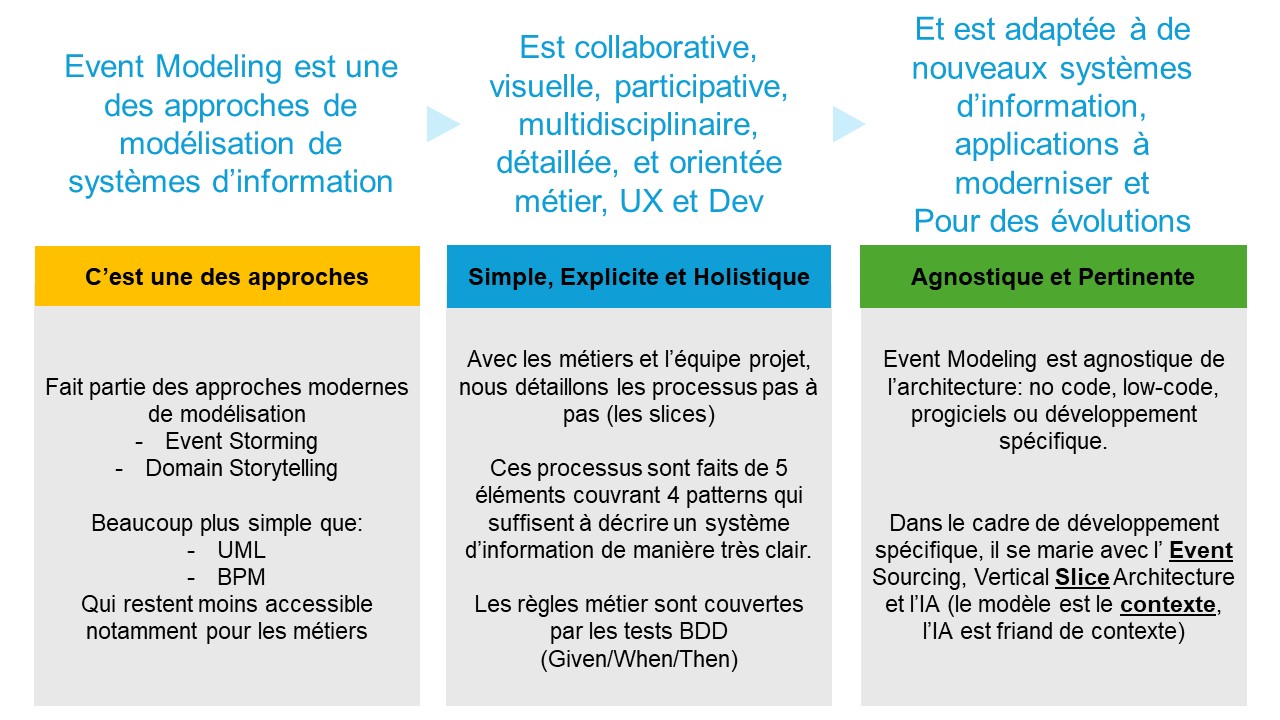 Event Modeling est une
des approches de
modélisation de
systèmes d’information
Est collaborative,
visuelle, participative,
multidisciplinaire,
détaillée, et orientée
métier, UX et Dev
Et est adaptée à de
nouveaux systèmes
d’information,
applications à
moderniser et
Pour des évolutions
C’est une des approches
Fait partie des approches modernes
de modélisation
- Event Storming
- Domain Storytelling
Beaucoup plus simple que:
- UML
- BPM
Qui restent moins accessible
notamment pour les métiers
Simple, Explicite et Holistique
Avec les métiers et l’équipe projet,
nous détaillons les processus pas à
pas (les slices)
Ces processus sont faits de 5
éléments couvrant 4 patterns qui
suffisent à décrire un système
d’information de manière très clair.
Les règles métier sont couvertes
par les tests BDD
(Given/When/Then)
Agnostique et Pertinente
Event Modeling est agnostique de
l’architecture: no code, low-code,
progiciels ou développement
spécifique.
Dans le cadre de développement
spécifique, il se marie avec l’ Event
Sourcing, Vertical Slice Architecture
et l’IA (le modèle est le contexte,
l’IA est friand de contexte)